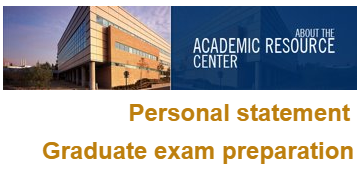 ABOUT THE
ACADEMIC RESOURCE
CENTER
Personal statement
Graduate exam preparation